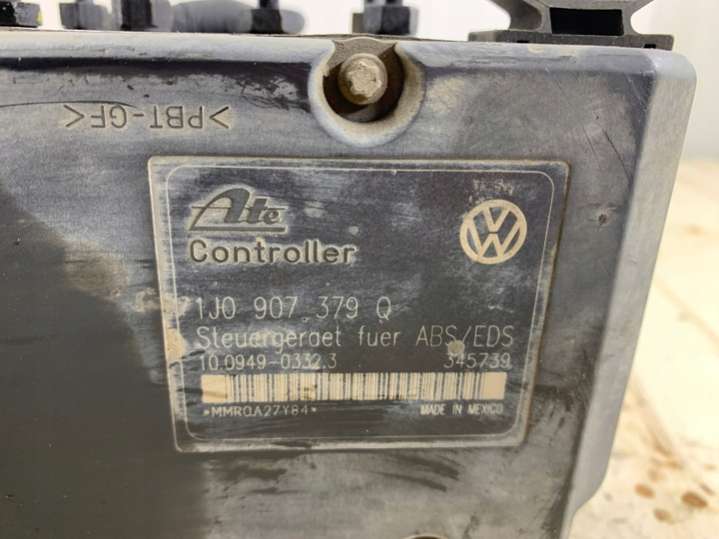 >PBT-GF<
Ate
Controller
1J0 907 379 Q
Steuergeraet fuer ABS/EDS
10.0949-0332.3 345739
MADE IN MEXICO